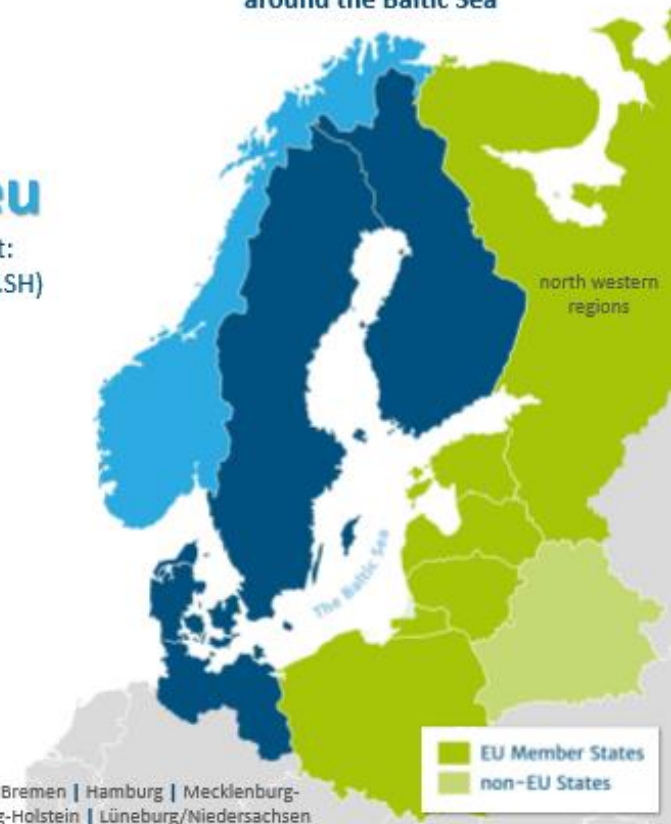 around the Baltic Sea
eu
t:
.SH)
north western
regions
The Baltic Sea
EU Member States
non-EU States
Bremen | Hamburg | Mecklenburg-
g-Holstein | Lüneburg/Niedersachsen